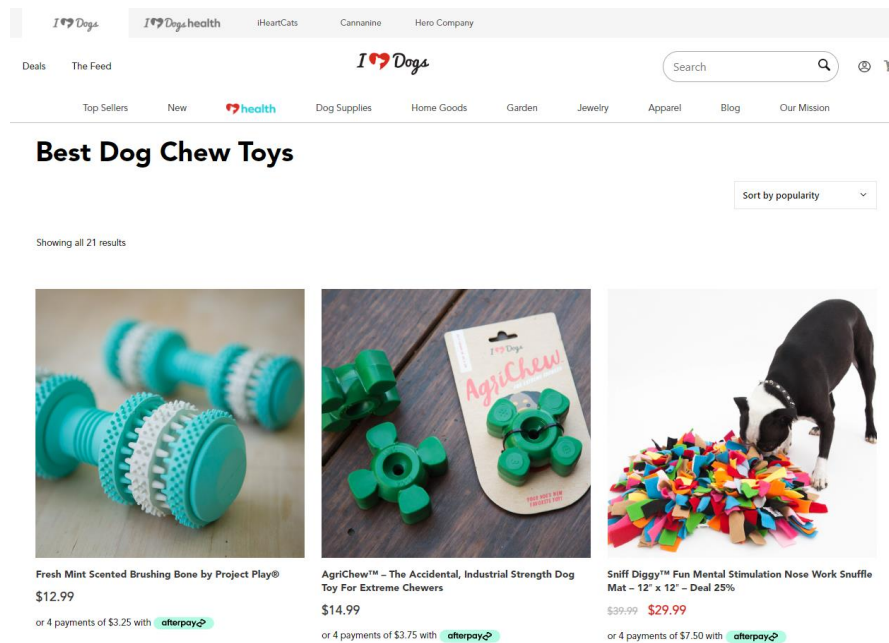 I Dogs
I Dogs health
iHeartCats
Cannanine
Hero Company
Deals
The Feed
I Dogs
Search
Top Sellers
New
health
Dog Supplies
Home Goods
Garden
Jewelry
Apparel
Blog
Our Mission
Best Dog Chew Toys
Sort by popularity
Showing all 21 results
I Dogs
AgriChew
YOUR DOG'S NEW
FAVORITE TOY!
Fresh Mint Scented Brushing Bone by Project Play®
$12.99
or 4 payments of $3.25 with afterpay
AgriChew™ – The Accidental, Industrial Strength Dog
Toy For Extreme Chewers
$14.99
or 4 payments of $3.75 with afterpay
Sniff Diggy™ Fun Mental Stimulation Nose Work Snuffle
Mat – 12″ x 12″ – Deal 25%
$39.99 $29.99
or 4 payments of $7.50 with afterpay